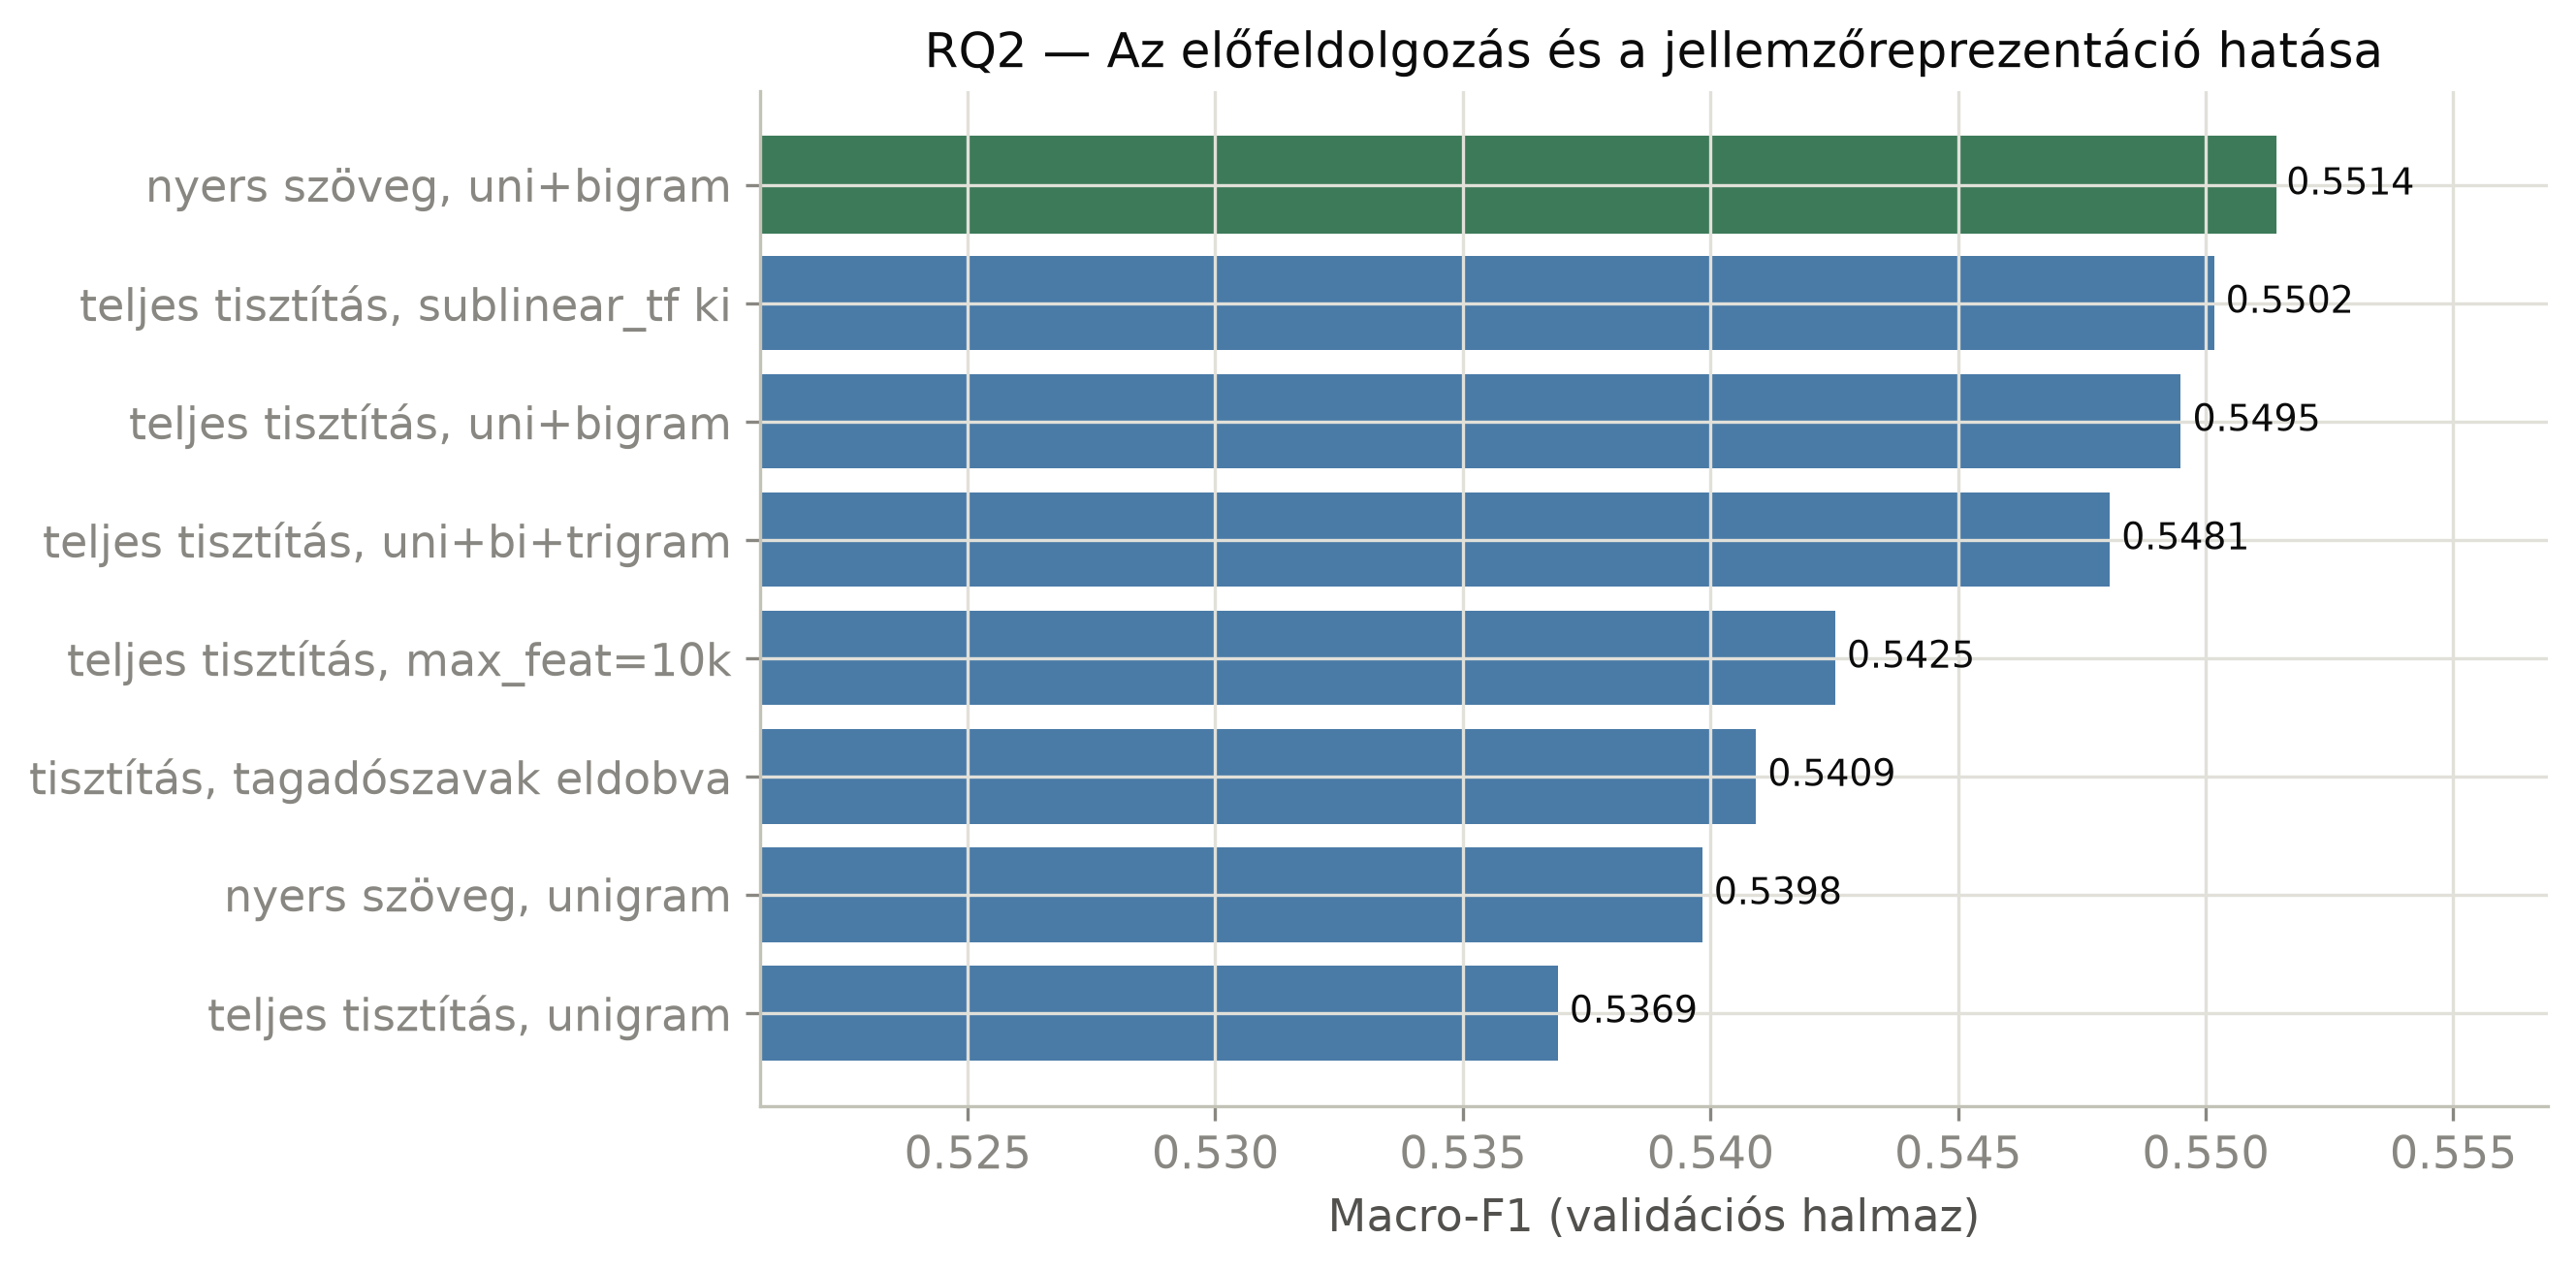 RQ2 — Az előfeldolgozás és a jellemzőreprezentáció hatása
nyers szöveg, uni+bigram 0.5514
teljes tisztítás, sublinear_tf ki 0.5502
teljes tisztítás, uni+bigram 0.5495
teljes tisztítás, uni+bi+trigram 0.5481
teljes tisztítás, max_feat=10k 0.5425
tisztítás, tagadószavak eldobva 0.5409
nyers szöveg, unigram 0.5398
teljes tisztítás, unigram 0.5369
0.525 0.530 0.535 0.540 0.545 0.550 0.555
Macro-F1 (validációs halmaz)